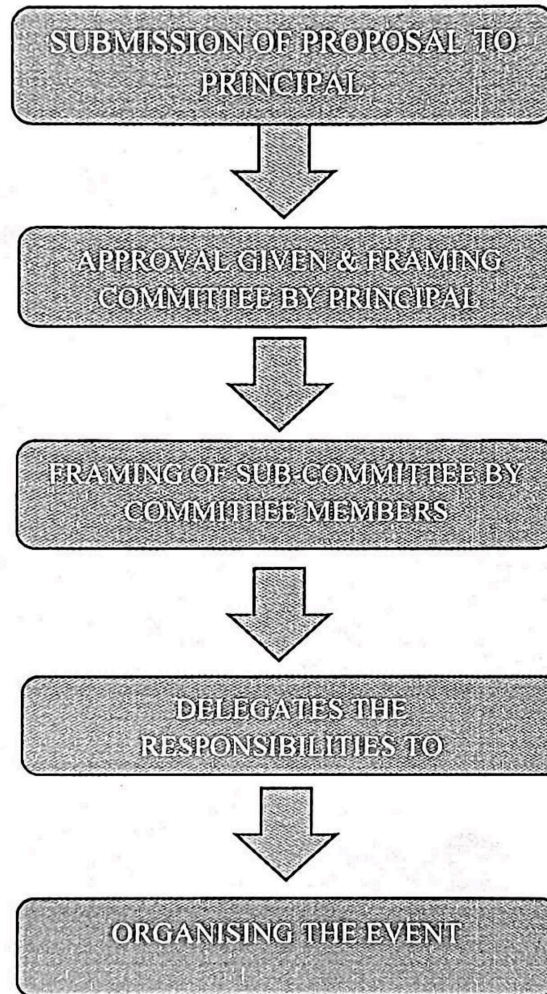 SUBMISSION OF PROPOSAL TO
PRINCIPAL
APPROVAL GIVEN & FRAMING
COMMITTEE BY PRINCIPAL
FRAMING OF SUB-COMMITTEE BY
COMMITTEE MEMBERS
DELEGATES THE
RESPONSIBILITIES TO
ORGANISING THE EVENT